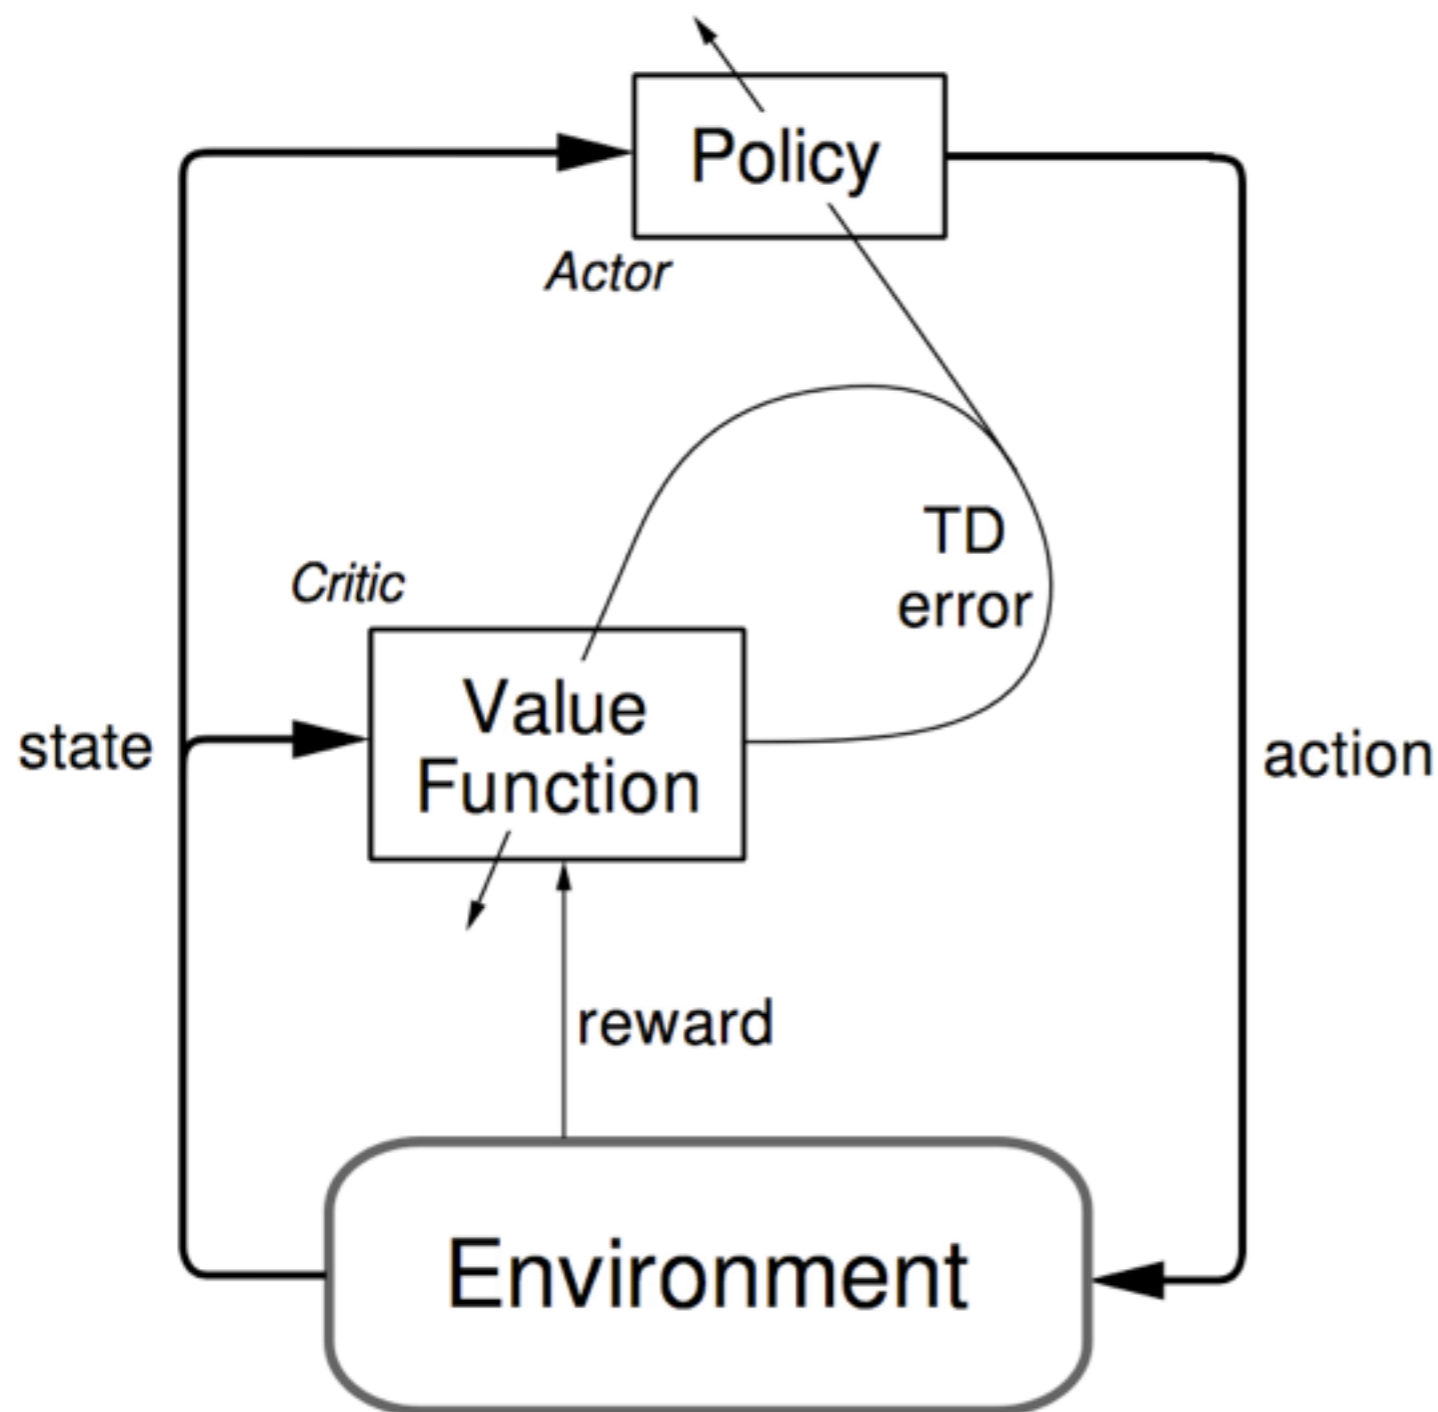 Policy
Actor
TD
error
Critic
Value
Function
state
action
reward
Environment